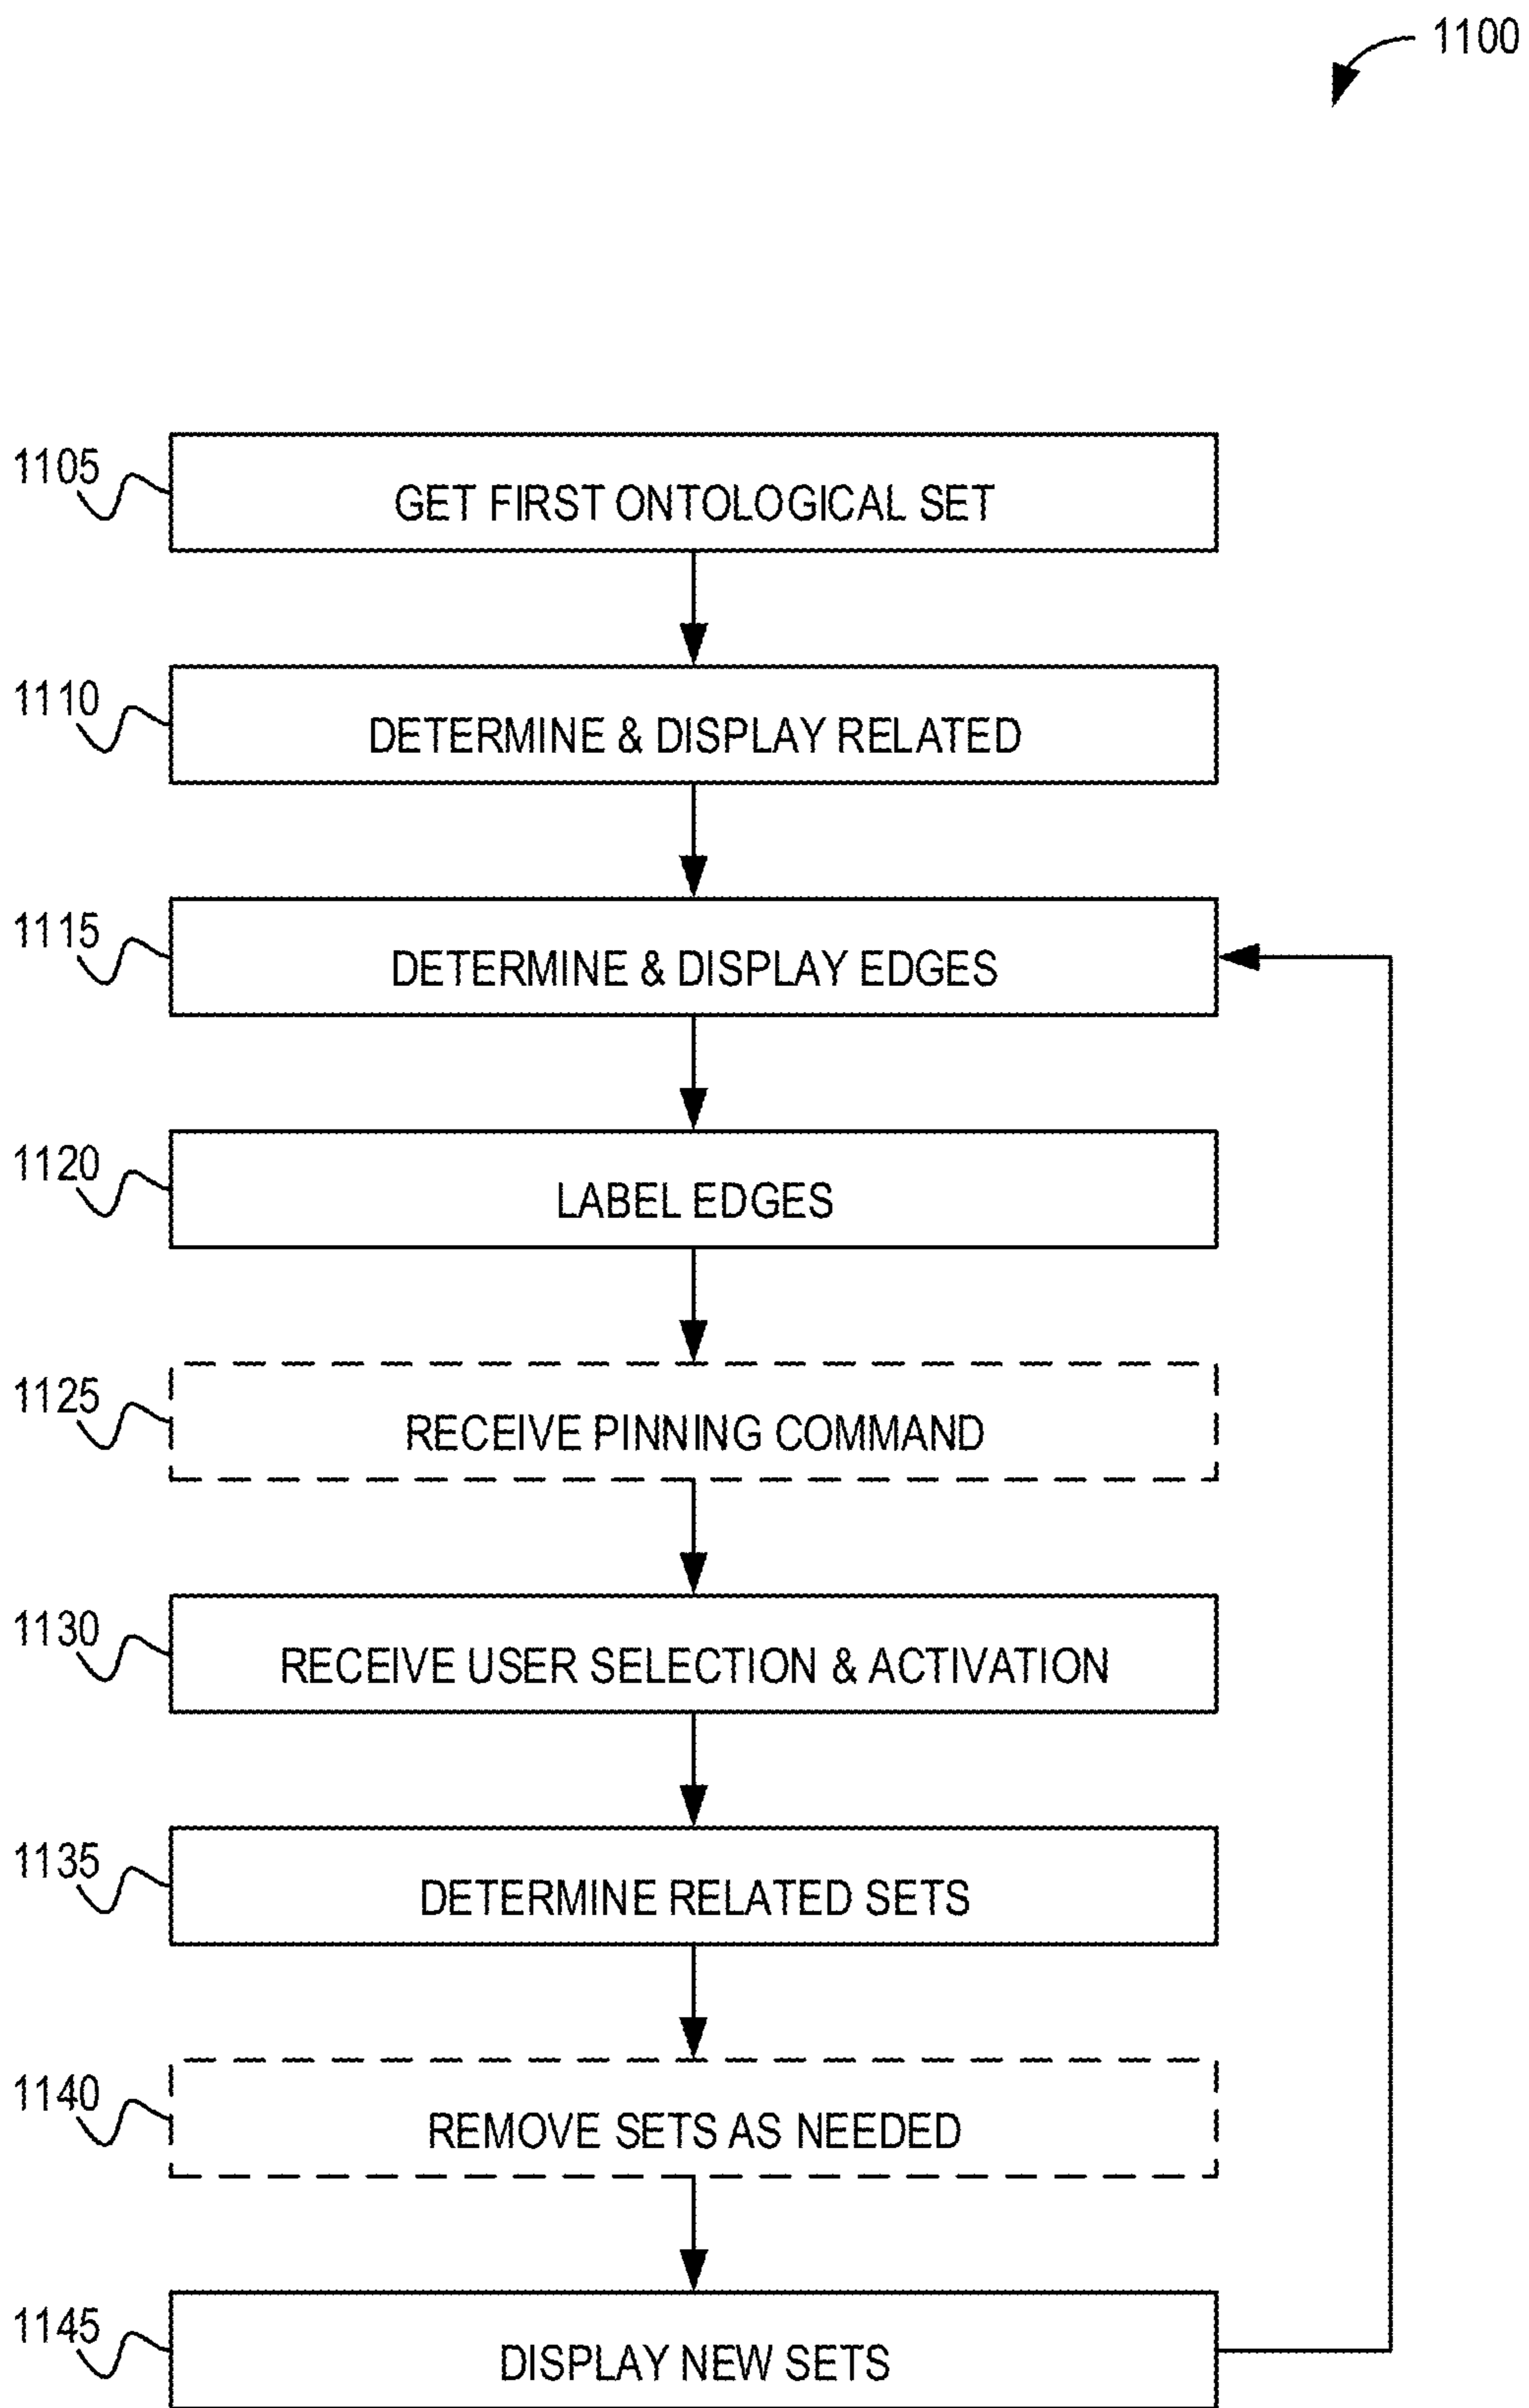 1100
1105
GET FIRST ONTOLOGICAL SET
1110
DETERMINE & DISPLAY RELATED
1115
DETERMINE & DISPLAY EDGES
1120
LABEL EDGES
1125
RECEIVE PINNING COMMAND
1130
RECEIVE USER SELECTION & ACTIVATION
1135
DETERMINE RELATED SETS
1140
REMOVE SETS AS NEEDED
1145
DISPLAY NEW SETS